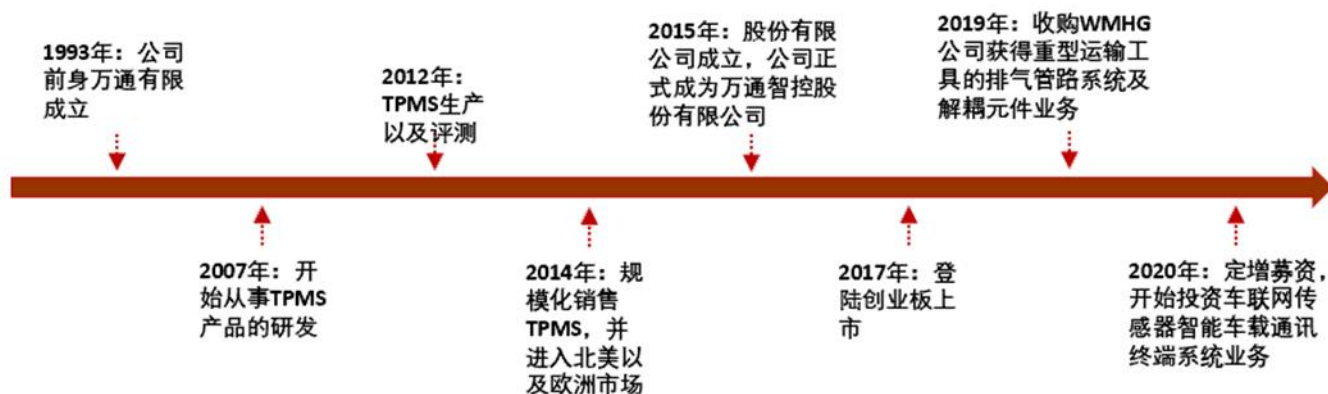 1993年：公司
前身万通有限
成立
2007年：开
始从事TPMS
产品的研发
2012年：
TPMS生产
以及评测
2014年：规
模化销售
TPMS，并
进入北美以
及欧洲市场
2015年：股份有限
公司成立，公司正
式成为万通智控股
份有限公司
2017年：登
陆创业板上
市
2019年：收购WMHG
公司获得重型运输工
具的排气管路系统及
解耦元件业务
2020年：定增募资，
开始投资车联网传
感器智能车载通讯
终端系统业务